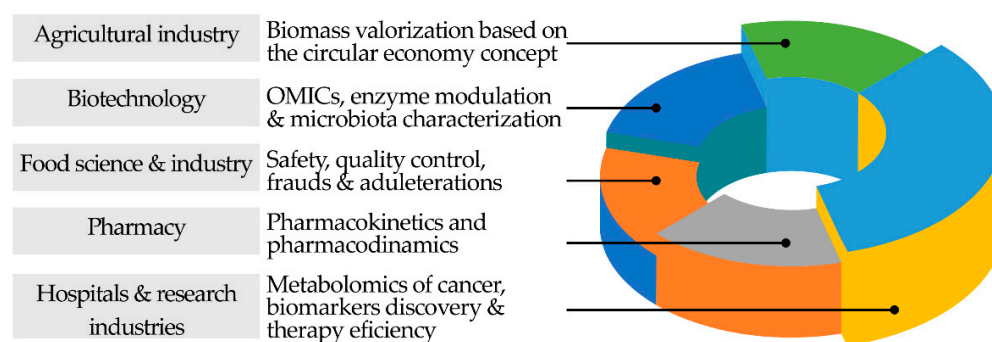 Agricultural industry
Biomass valorization based on
the circular economy concept
Biotechnology
OMICs, enzyme modulation
& microbiota characterization
Food science & industry
Safety, quality control,
frauds & aduleterations
Pharmacy
Pharmacokinetics and
pharmacodinamics
Hospitals & research
industries
Metabolomics of cancer,
biomarkers discovery &
therapy eficiency